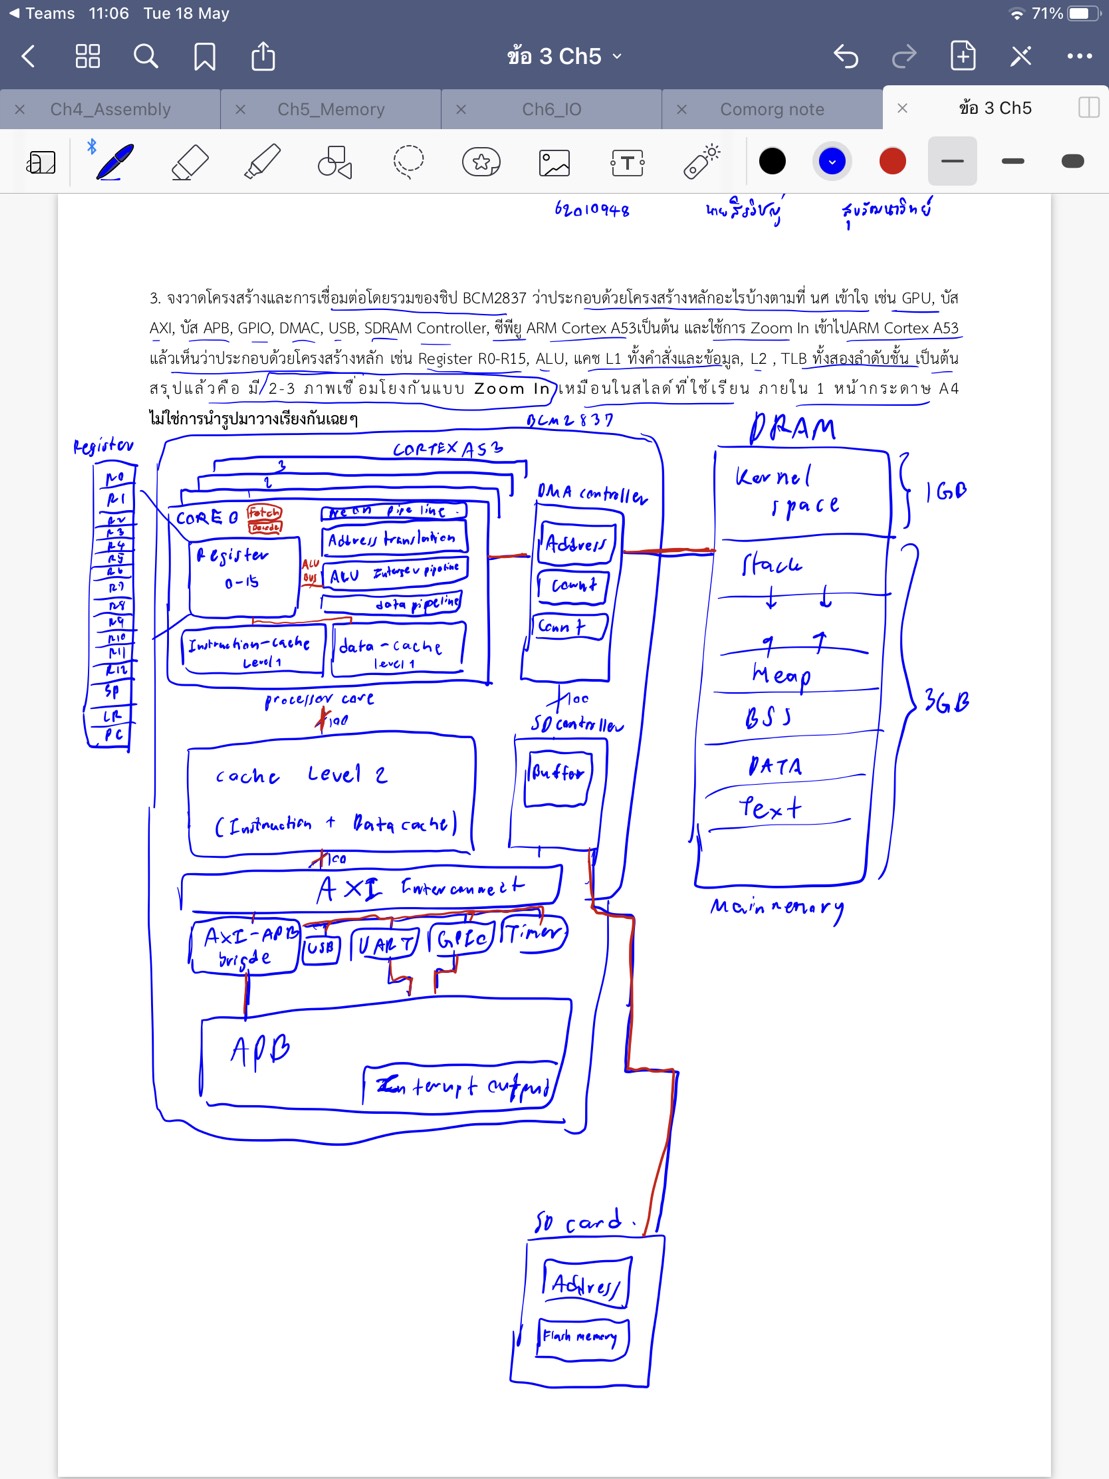 Teams 11:06 Tue 18 May 71%
ข้อ 3 Ch5
Ch4_Assembly Ch5_Memory Ch6_IO Comorg note ข้อ 3 Ch5
62010948
3. จงวาดโครงสร้างและการเชื่อมต่อโดยรวมของชิป BCM2837 ว่าประกอบด้วยโครงสร้างหลักอะไรบ้างตามที่ นศ เข้าใจ เช่น GPU, บัส
AXI, บัส APB, GPIO, DMAC, USB, SDRAM Controller, ซีพียู ARM Cortex A53เป็นต้น และใช้การ Zoom In เข้าไปARM Cortex A53
แล้วเห็นว่าประกอบด้วยโครงสร้างหลัก เช่น Register R0-R15, ALU, แคช L1 ทั้งคำสั่งและข้อมูล, L2 , TLB ทั้งสองลำดับชั้น เป็นต้น
สรุปแล้วคือ มี 2-3 ภาพเชื่อมโยงกันแบบ Zoom In เหมือนในสไลด์ที่ใช้เรียน ภายใน 1 หน้ากระดาษ A4
ไม่ใช่การนำรูปมาวางเรียงกันเฉยๆ
BCM2837
Register
R0
R1
R2
R3
R4
R5
R6
R7
R8
R9
R10
R11
R12
SP
LR
PC
CORTEX A53
3
2
CORE 0
Fetch
Decode
Register
0-15
ALU
BUS
Neon pipeline
Address translation
ALU Integer pipeline
data pipeline
Instruction-cache
Level 1
data-cache
level 1
processor core
100
Cache Level 2
(Instruction + Data cache)
100
AXI Interconnect
AXI-APB
brigde
USB
UART
GPIO
Timer
APB
Interrupt output
DMA controller
Address
Count
Count
100
SD controller
Buffer
DRAM
Kernel
space
1GB
Stack
Heap
BSS
DATA
Text
3GB
Main memory
SD card.
Address
Flash memory